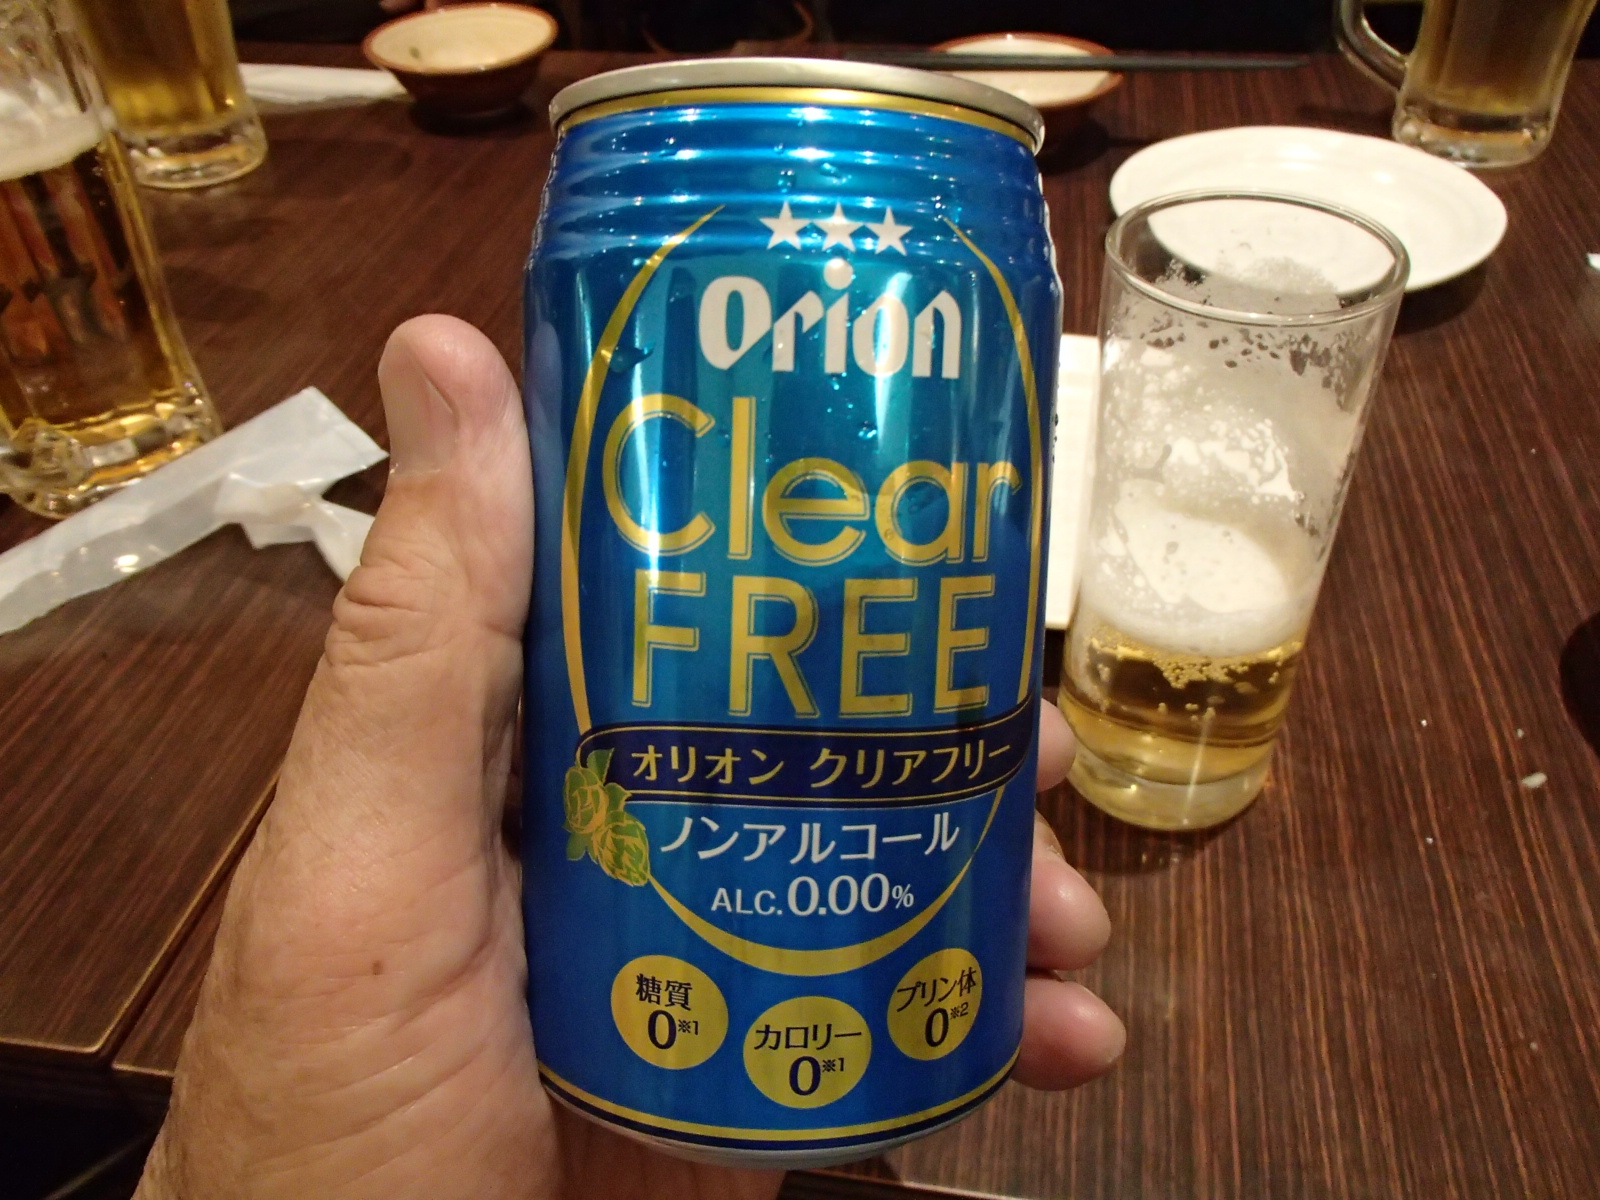 orion
Clear
FREE
オリオン クリアフリー
ノンアルコール
ALC.0.00%
糖質
0※1
カロリー
0※1
プリン体
0※2